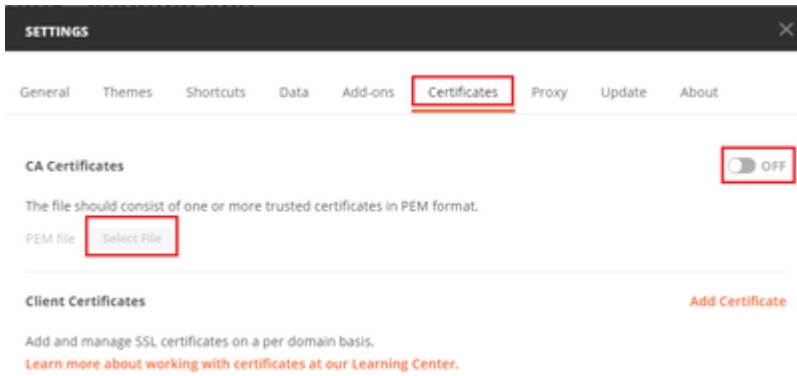 SETTINGS
General Themes Shortcuts Data Add-ons Certificates Proxy Update About
CA Certificates OFF
The file should consist of one or more trusted certificates in PEM format.
PEM file Select File
Client Certificates Add Certificate
Add and manage SSL certificates on a per domain basis.
Learn more about working with certificates at our Learning Center.